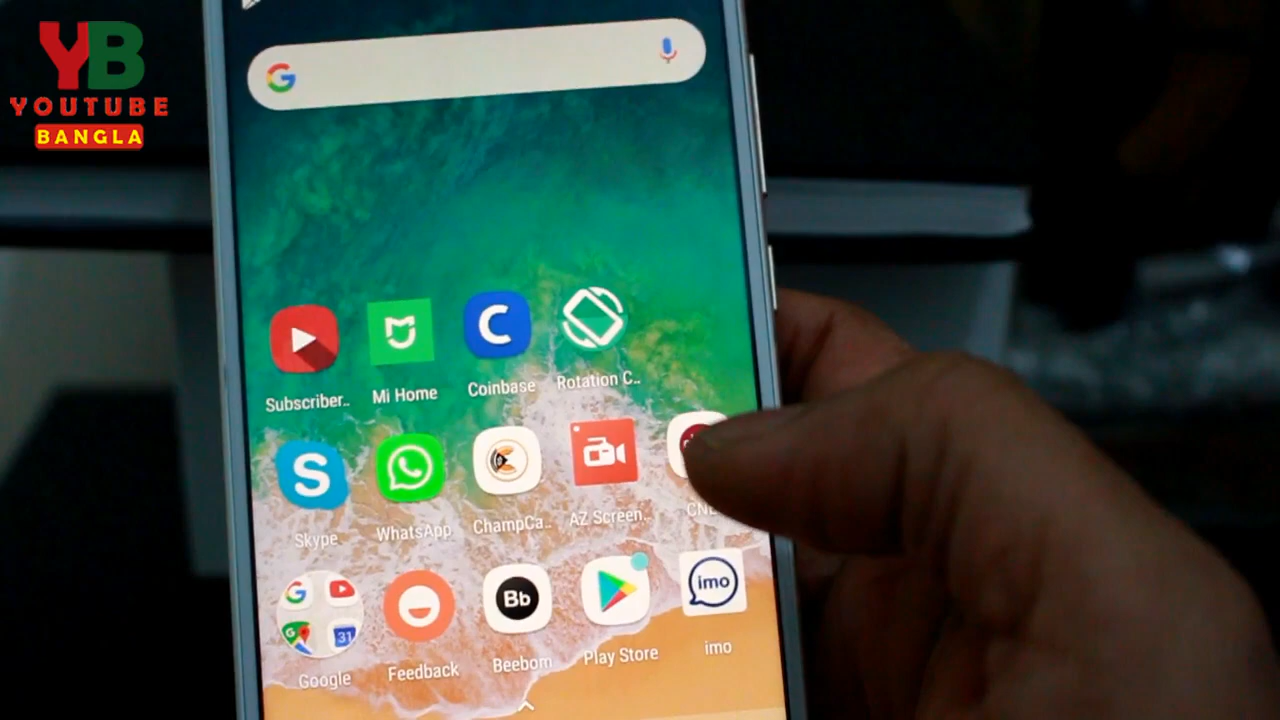 YB
YOUTUBE
BANGLA
G
Subscriber..
Mi Home
C
Coinbase
Rotation C..
S
Skype
WhatsApp
ChampCa..
AZ Screen..
G
31
Google
Feedback
Bb
Beebom
Play Store
imo
imo